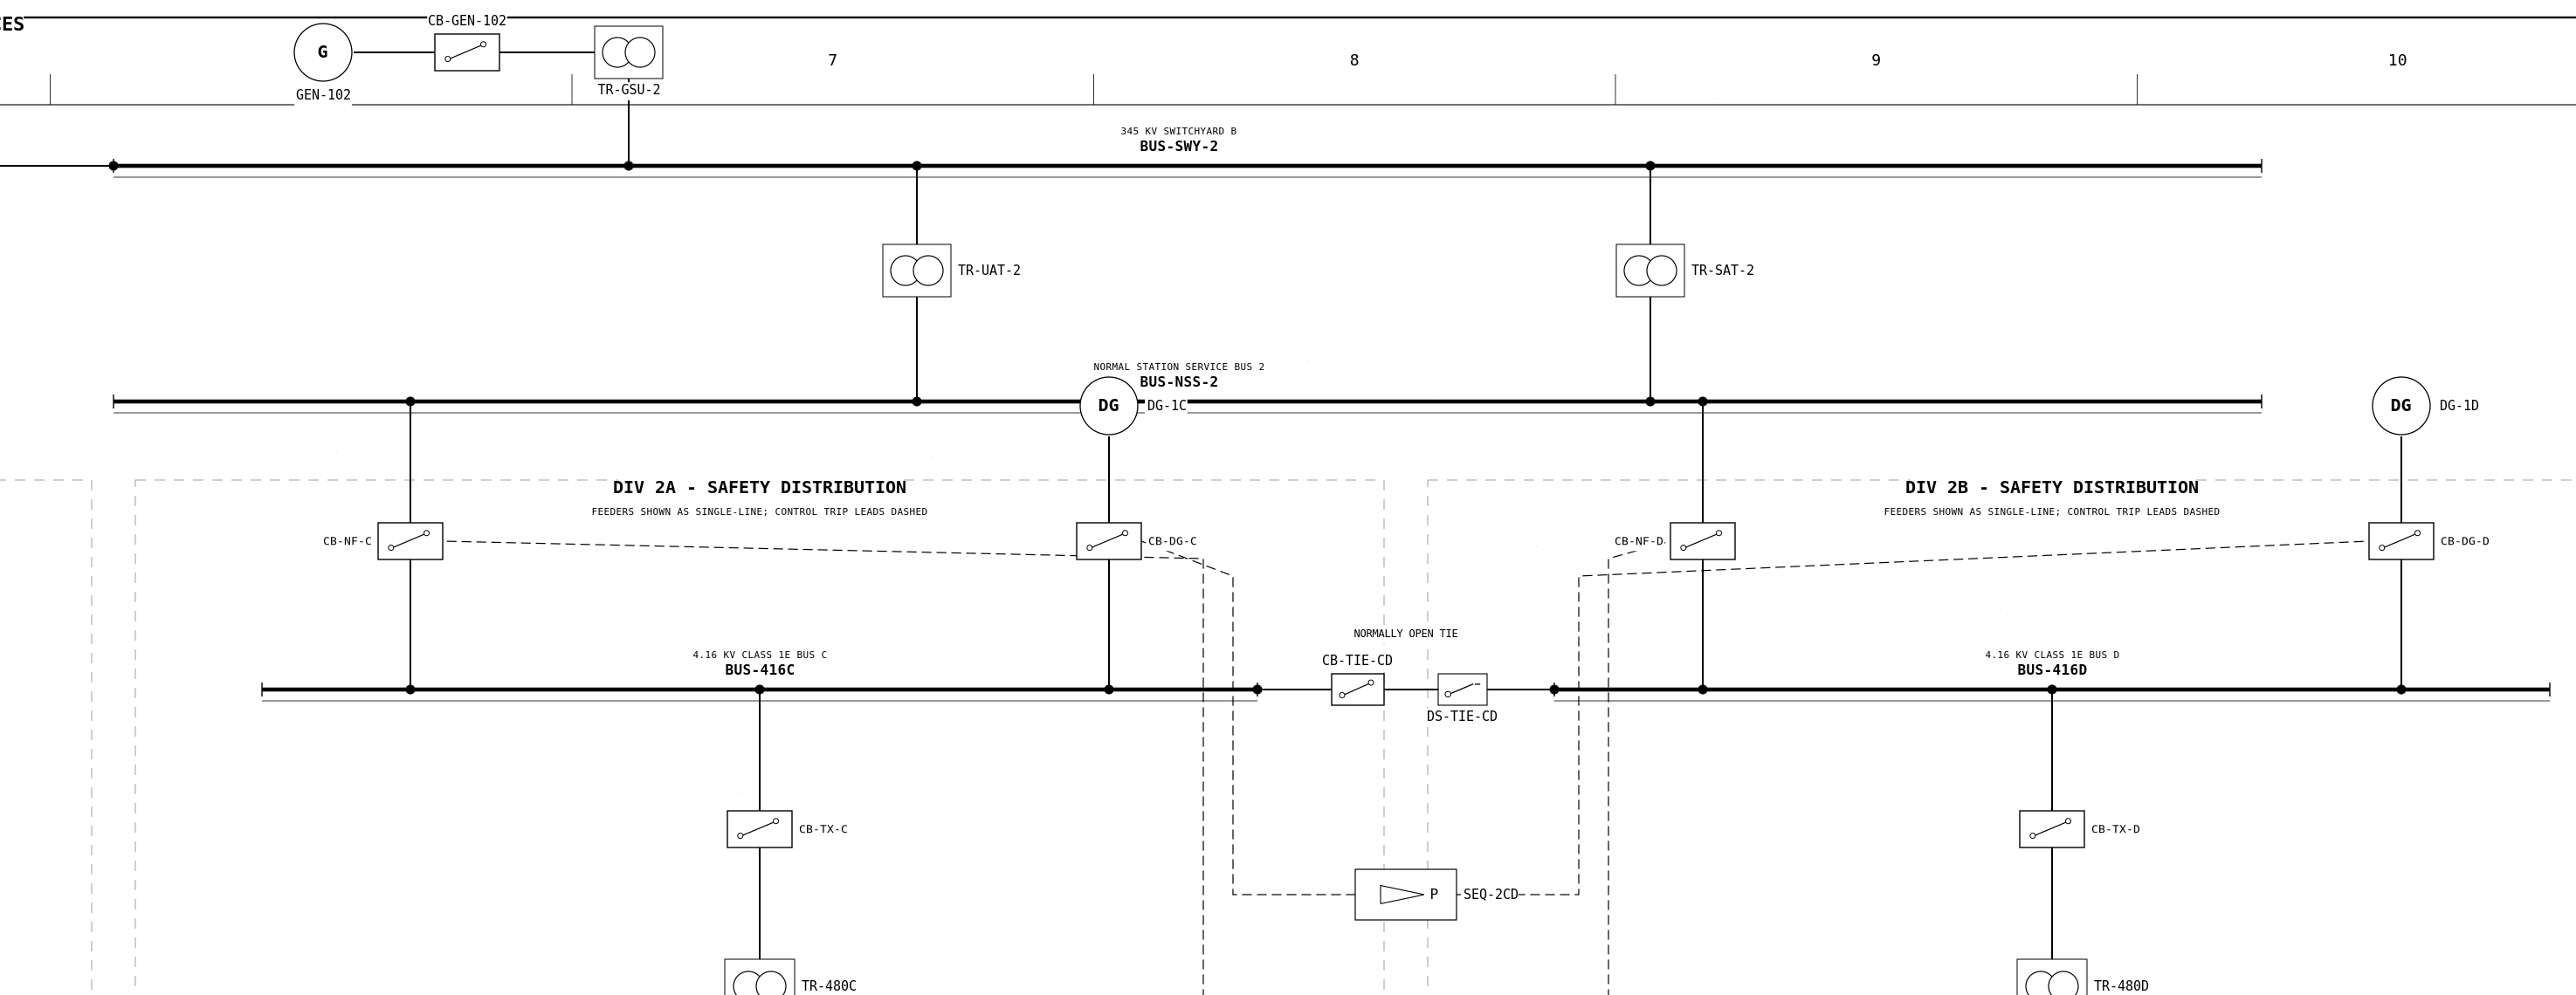 CES
CB-GEN-102
G
GEN-102
TR-GSU-2
7
8
9
10
345 KV SWITCHYARD B
BUS-SWY-2
TR-UAT-2
TR-SAT-2
NORMAL STATION SERVICE BUS 2
BUS-NSS-2
DG
DG-1C
DG
DG-1D
DIV 2A - SAFETY DISTRIBUTION
FEEDERS SHOWN AS SINGLE-LINE; CONTROL TRIP LEADS DASHED
DIV 2B - SAFETY DISTRIBUTION
FEEDERS SHOWN AS SINGLE-LINE; CONTROL TRIP LEADS DASHED
CB-NF-C
CB-DG-C
CB-NF-D
CB-DG-D
NORMALLY OPEN TIE
4.16 KV CLASS 1E BUS C
BUS-416C
CB-TIE-CD
DS-TIE-CD
4.16 KV CLASS 1E BUS D
BUS-416D
CB-TX-C
CB-TX-D
P
SEQ-2CD
TR-480C
TR-480D